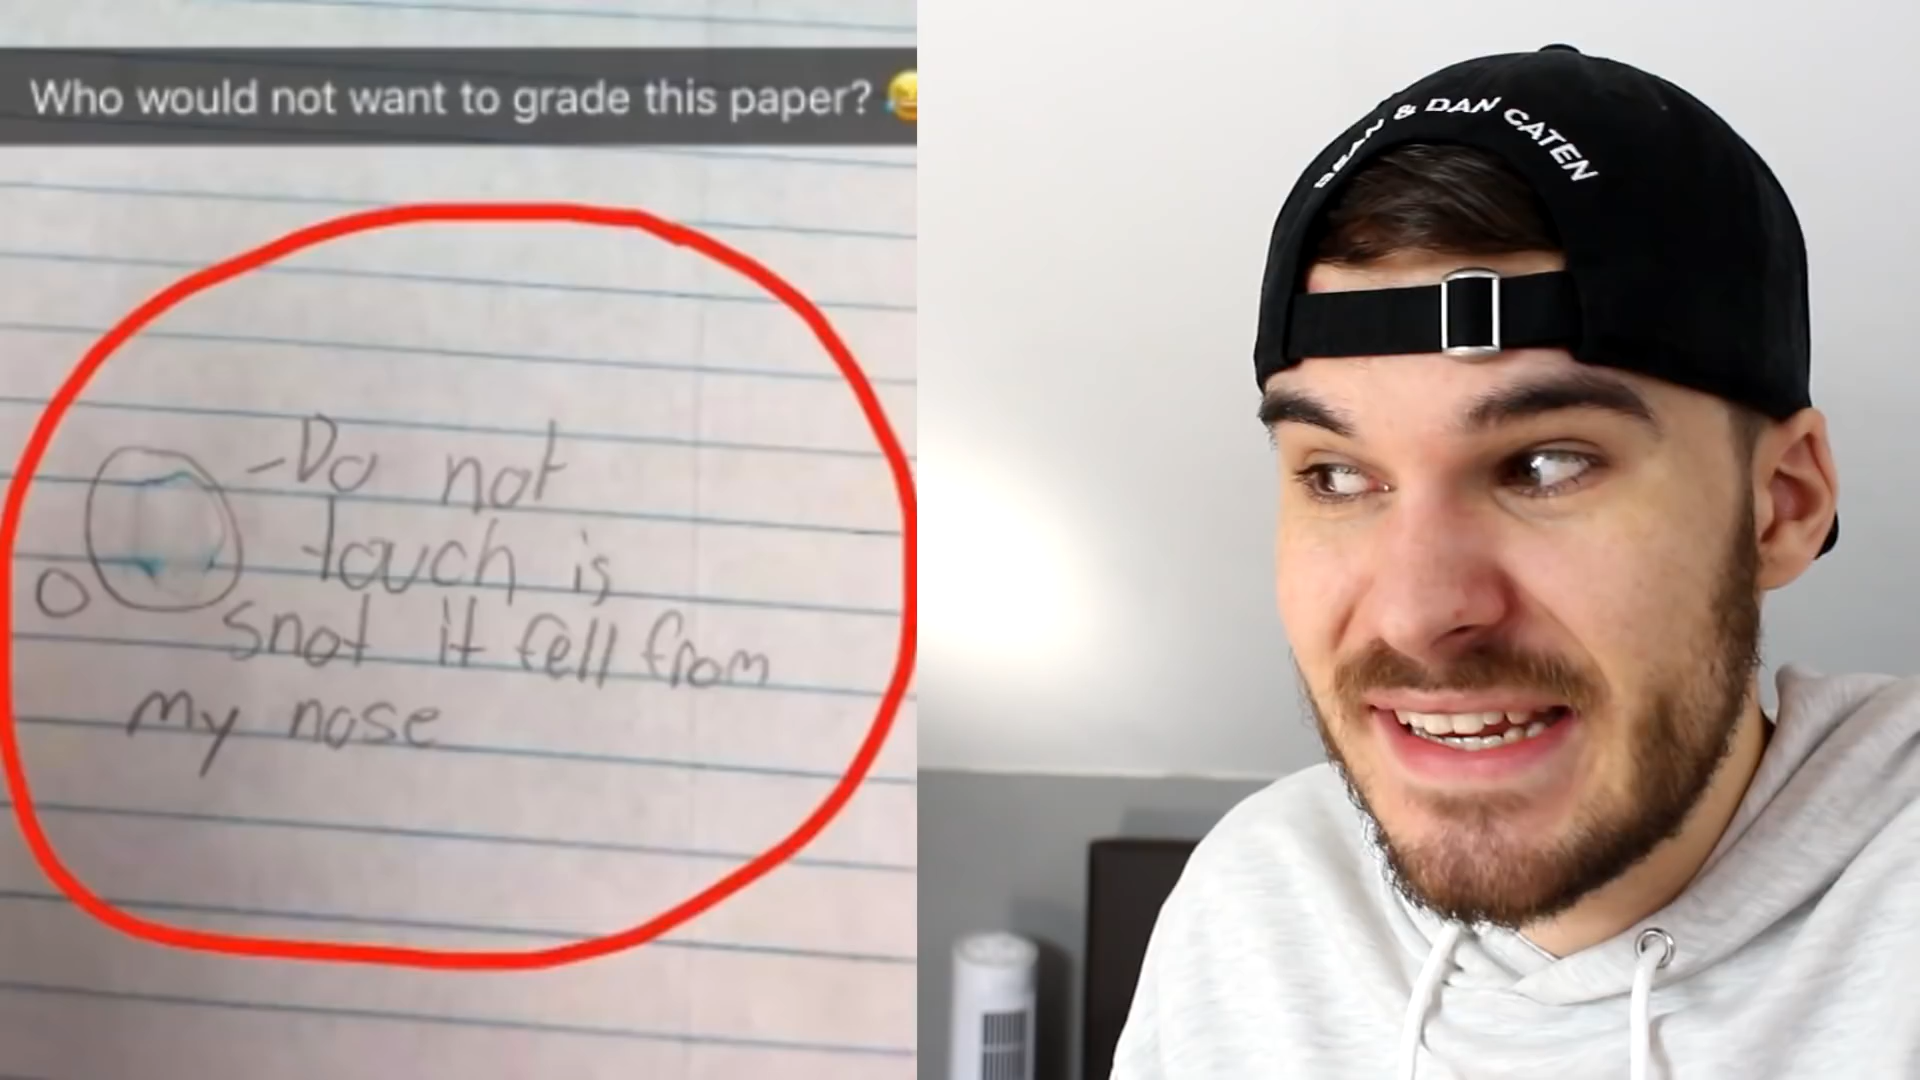 Who would not want to grade this paper? 😂
-Do not
touch is
snot it fell from
my nose
& DAN CATEN